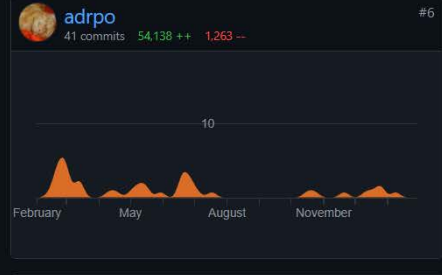 adrpo
#6
41 commits 54,138 ++ 1,263 --
10
February May August November